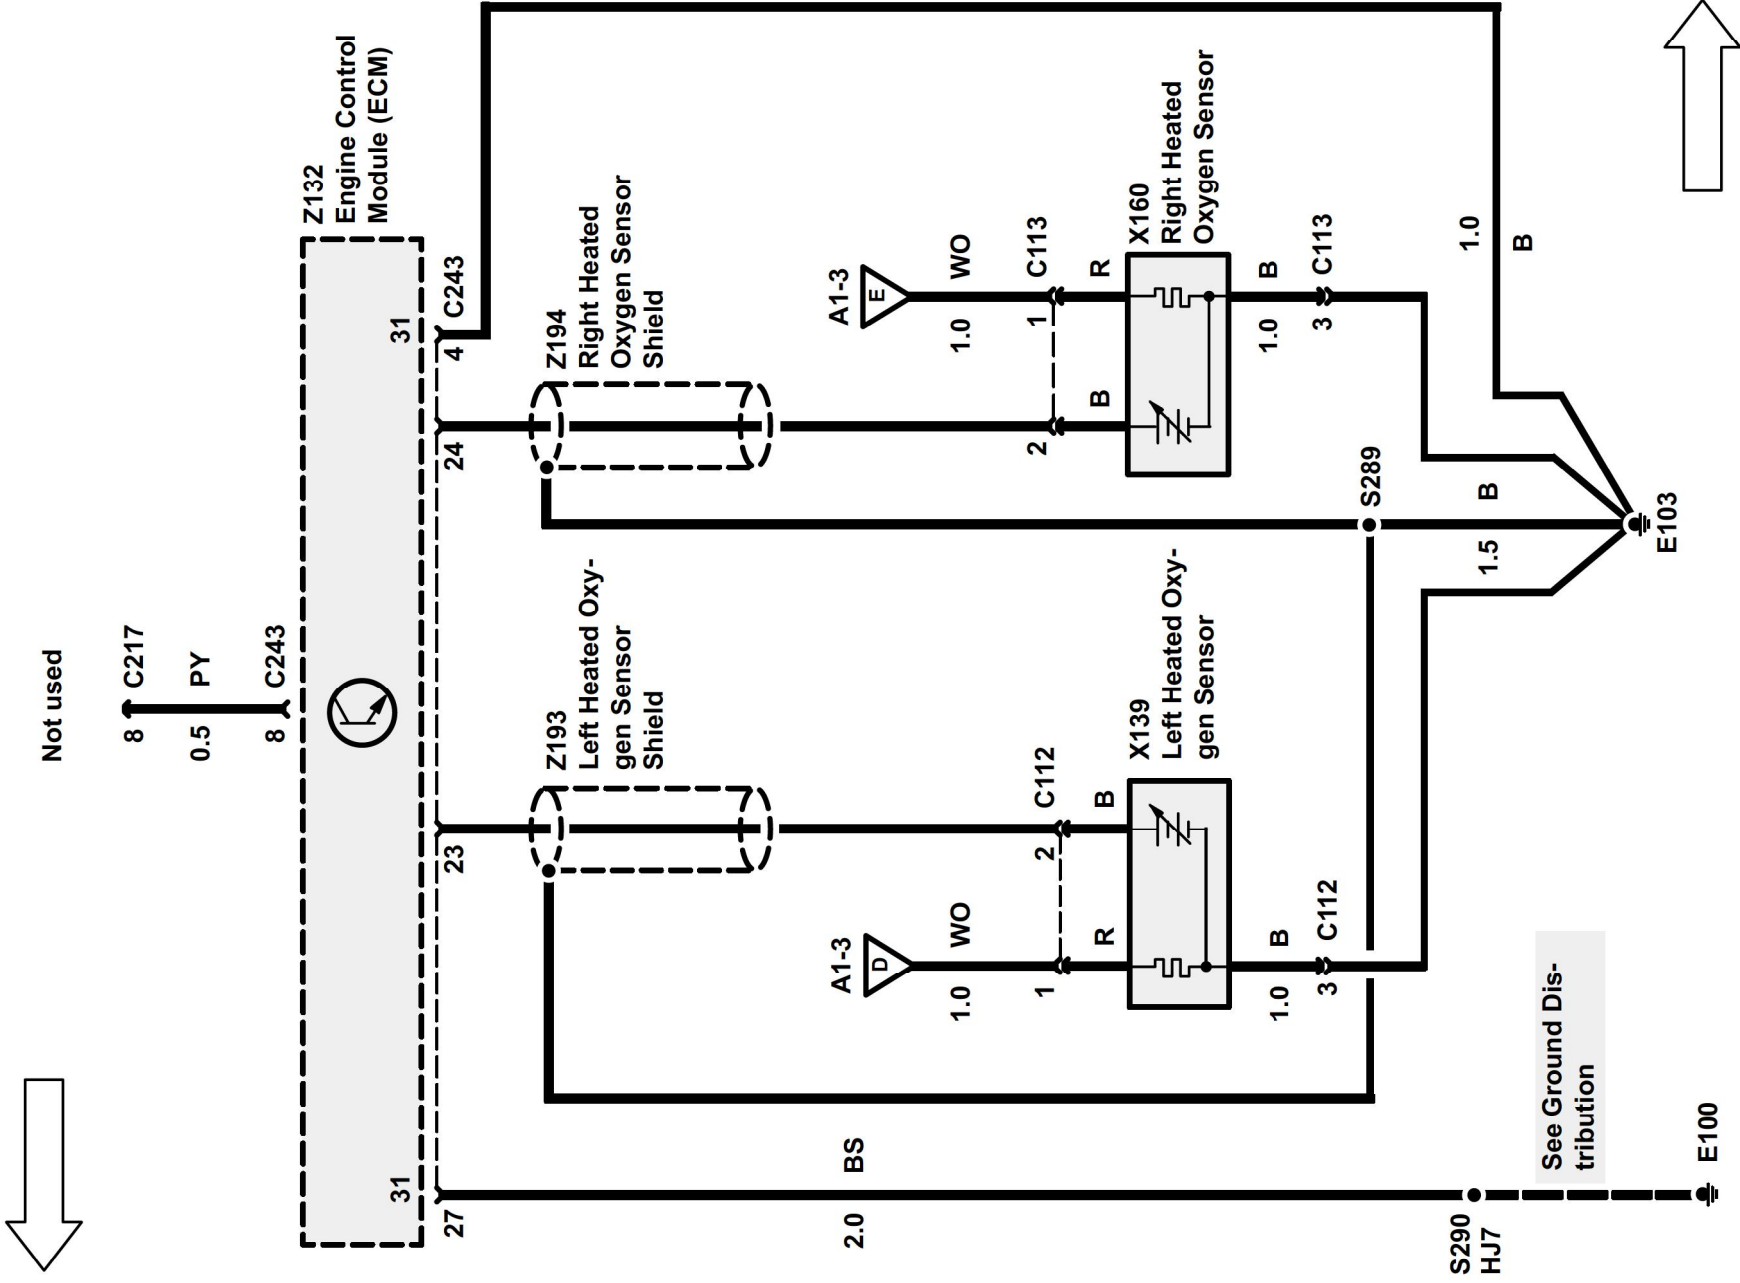 Not used
8 C217
0.5 PY
8 C243
Z132
Engine Control
Module (ECM)
31
31
27
23
24
4 C243
Z193
Left Heated Oxy-
gen Sensor
Shield
Z194
Right Heated
Oxygen Sensor
Shield
2.0 BS
A1-3
D
A1-3
E
1.0 WO
1.0 WO
1
2 C112
2
1 C113
R
B
B
R
X139
Left Heated Oxy-
gen Sensor
X160
Right Heated
Oxygen Sensor
1.0 B
1.0 B
3 C112
3 C113
S289
1.0
B
1.5 B
S290
HJ7
See Ground Dis-
tribution
E103
E100